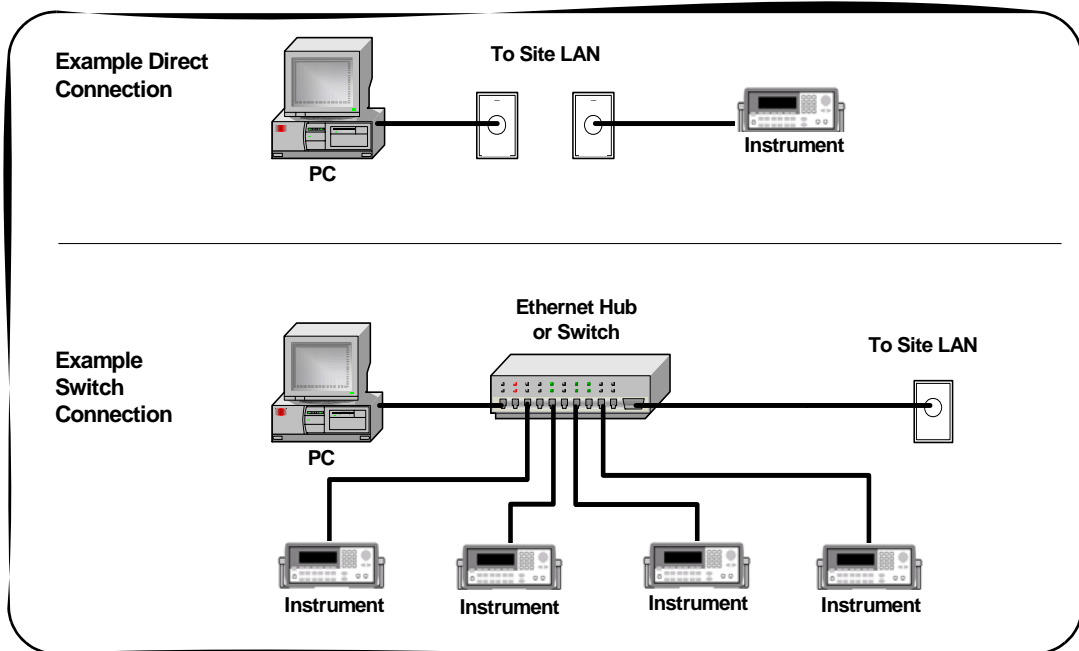 Example Direct
Connection
To Site LAN
PC
Instrument
Example
Switch
Connection
Ethernet Hub
or Switch
To Site LAN
PC
Instrument
Instrument
Instrument
Instrument